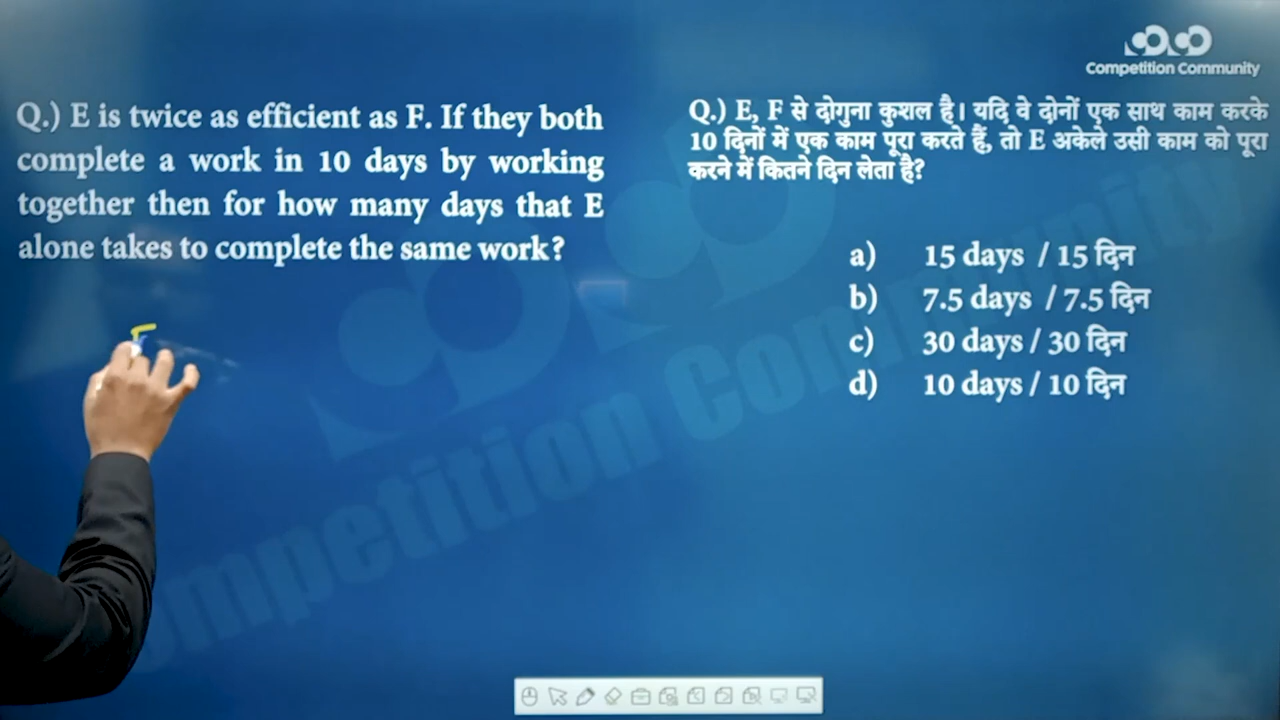 Competition Community
Q.) E is twice as efficient as F. If they both
complete a work in 10 days by working
together then for how many days that E
alone takes to complete the same work?
Q.) E, F से दोगुना कुशल है। यदि वे दोनों एक साथ काम करके
10 दिनों में एक काम पूरा करते हैं, तो E अकेले उसी काम को पूरा
करने में कितने दिन लेता है?
a) 15 days / 15 दिन
b) 7.5 days / 7.5 दिन
c) 30 days / 30 दिन
d) 10 days / 10 दिन
Competition Community